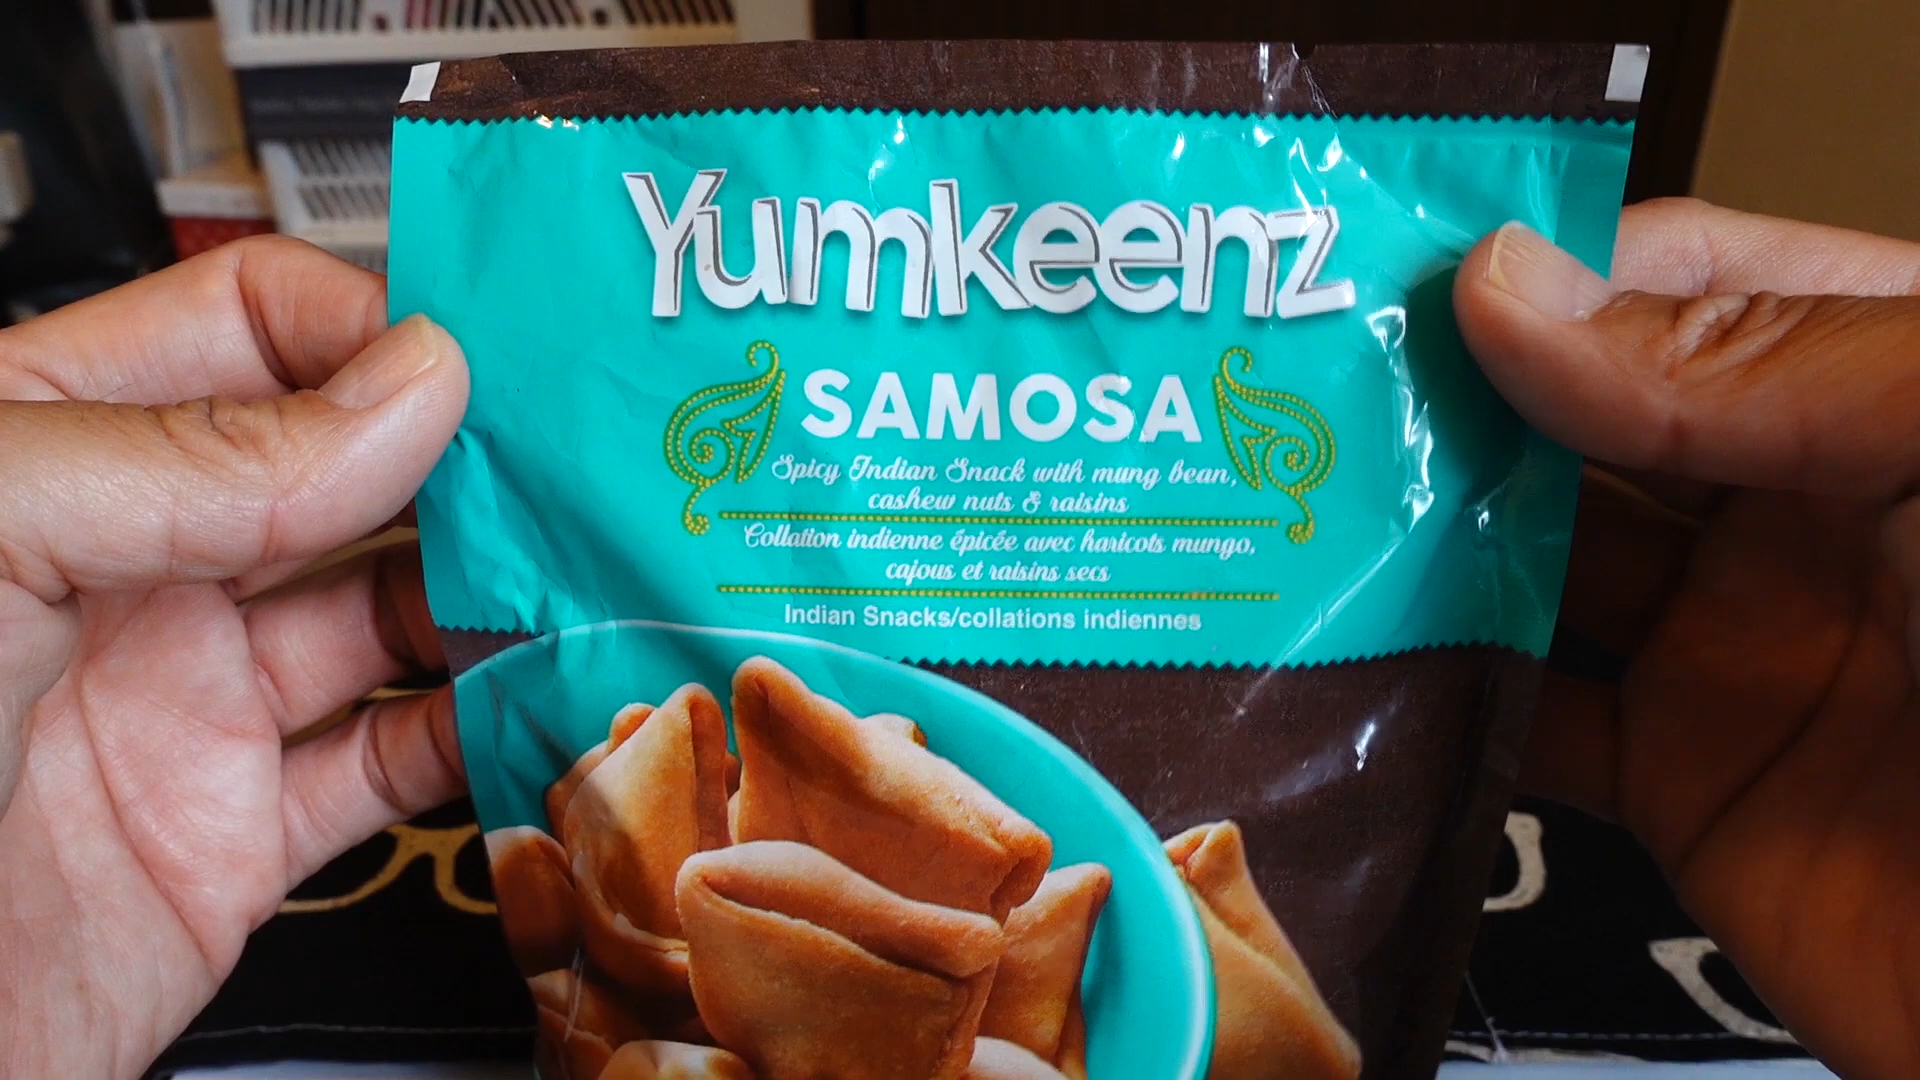 Yumkeenz
SAMOSA
Spicy Indian Snack with mung bean,
cashew nuts & raisins
Collation indienne épicée avec haricots mungo,
cajous et raisins secs
Indian Snacks/collations indiennes